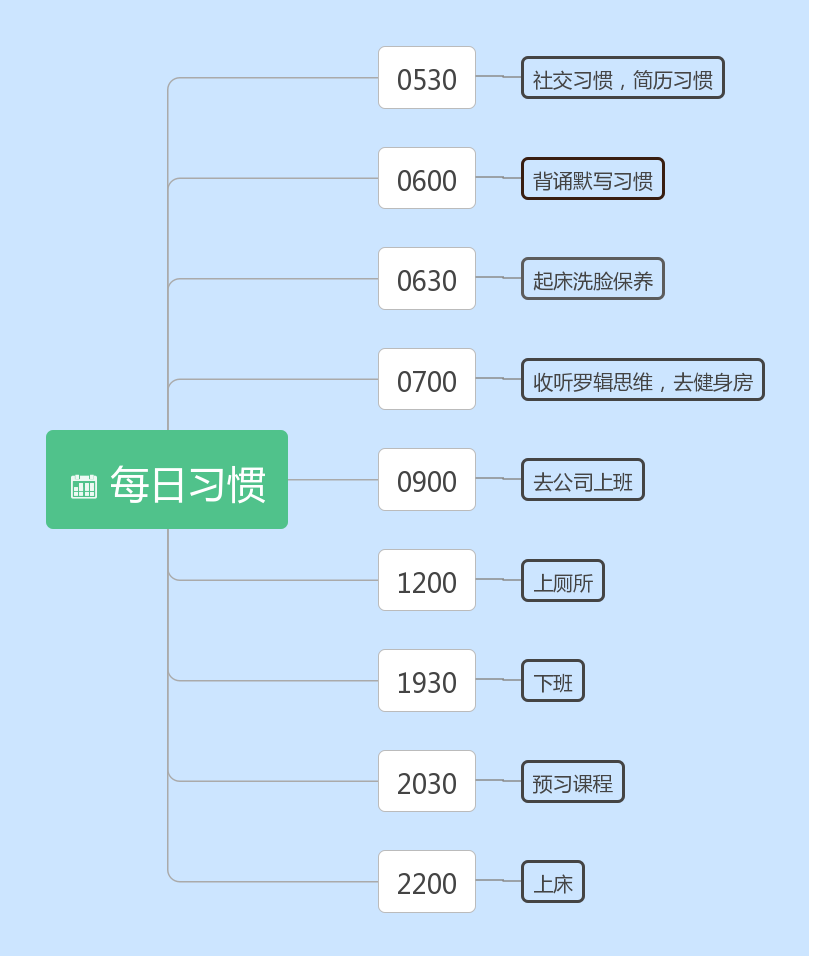 每日习惯
0530
社交习惯，简历习惯
0600
背诵默写习惯
0630
起床洗脸保养
0700
收听罗辑思维，去健身房
0900
去公司上班
1200
上厕所
1930
下班
2030
预习课程
2200
上床